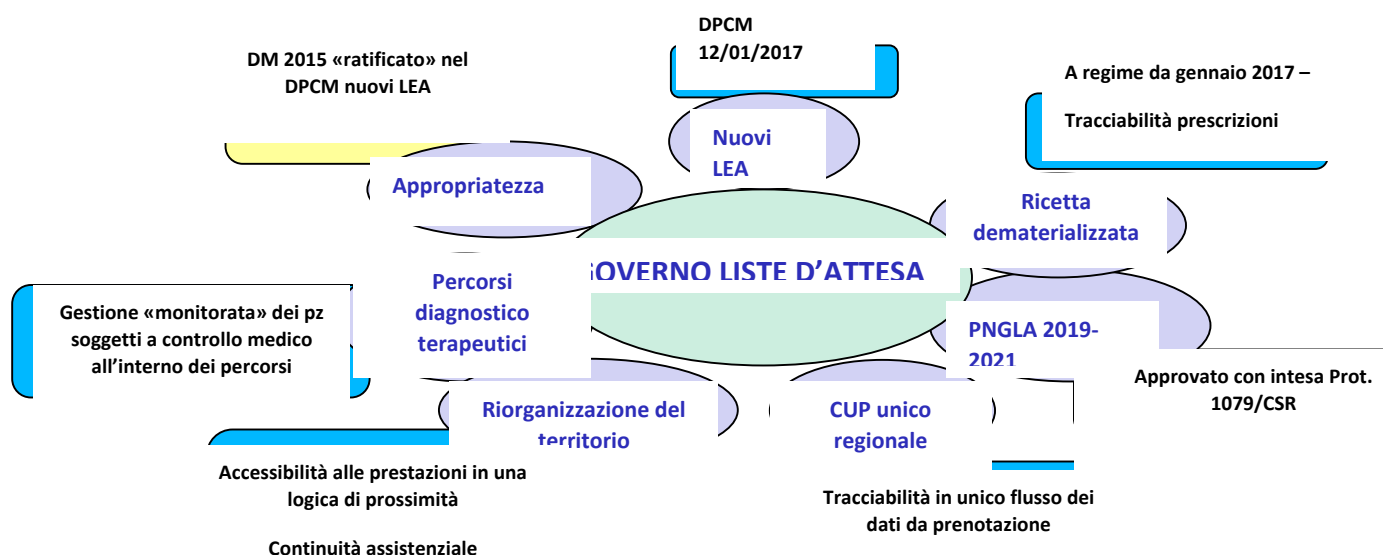 DPCM
12/01/2017
DM 2015 «ratificato» nel
DPCM nuovi LEA
A regime da gennaio 2017 –
Tracciabilità prescrizioni
Nuovi
LEA
Appropriatezza
Ricetta
dematerializzata
GOVERNO LISTE D'ATTESA
Percorsi
diagnostico
terapeutici
Gestione «monitorata» dei pz
soggetti a controllo medico
all'interno dei percorsi
PNGLA 2019-
2021
Approvato con intesa Prot.
1079/CSR
Riorganizzazione del
territorio
CUP unico
regionale
Accessibilità alle prestazioni in una
logica di prossimità
Continuità assistenziale
Tracciabilità in unico flusso dei
dati da prenotazione